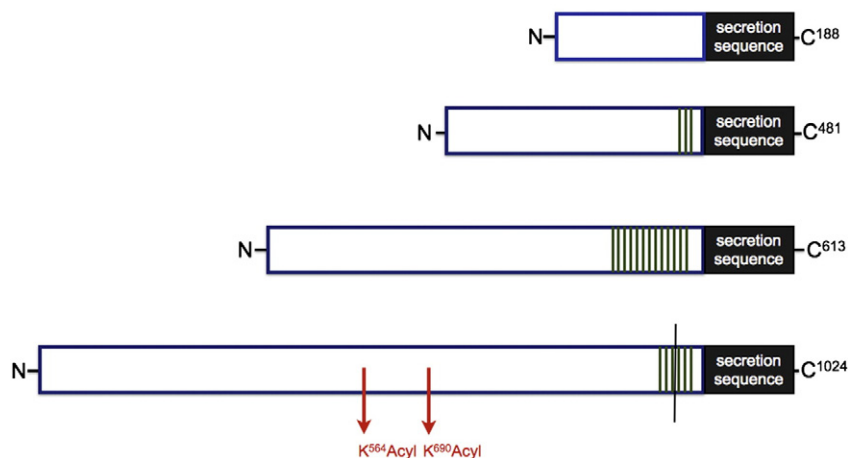 N secretion sequence C¹⁸⁸
N secretion sequence C⁴⁸¹
N secretion sequence C⁶¹³
N secretion sequence C¹⁰²⁴
K⁵⁶⁴Acyl K⁶⁹⁰Acyl